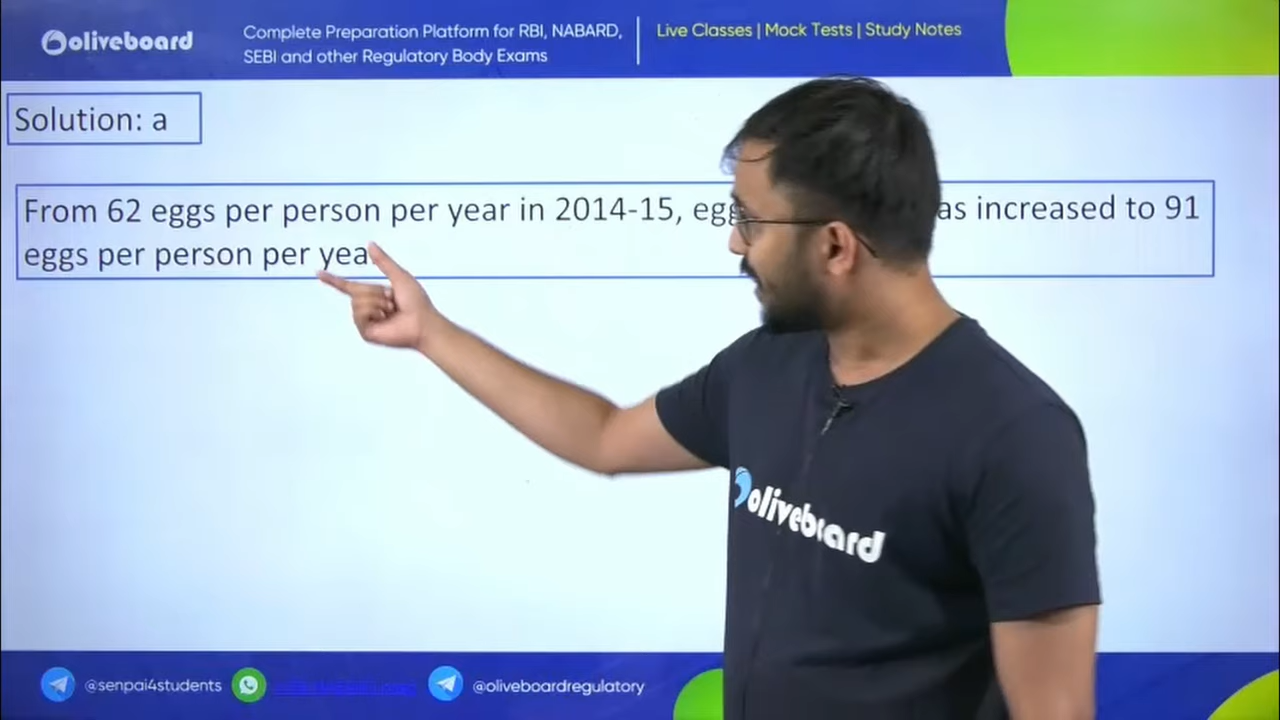 oliveboard
Complete Preparation Platform for RBI, NABARD,
SEBI and other Regulatory Body Exams
Live Classes | Mock Tests | Study Notes
Solution: a
From 62 eggs per person per year in 2014-15, as increased to 91
eggs per person per
oliveboard
@senpai4students
@oliveboardregulatory